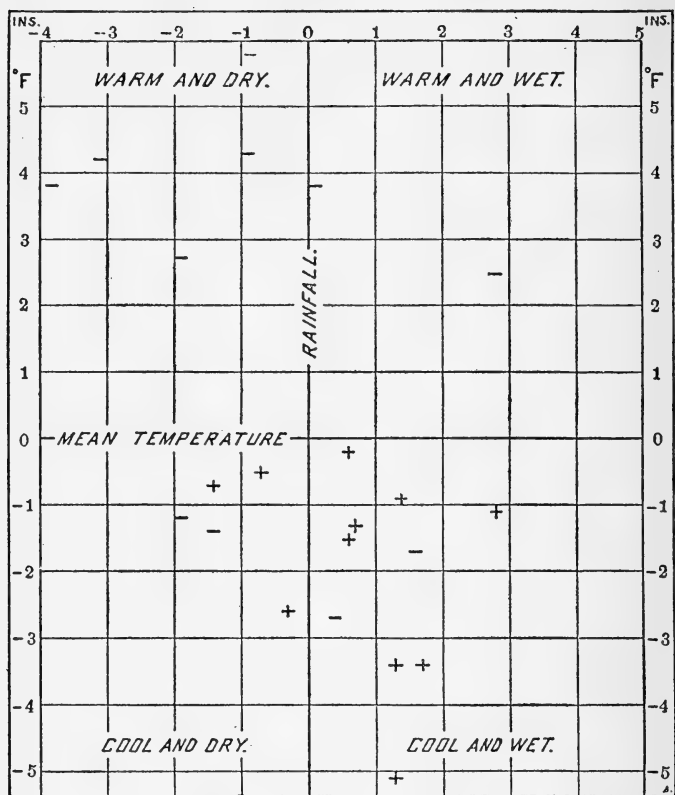 INS. -4 -3 -2 -1 0 1 2 3 4 5 INS.
°F WARM AND DRY. WARM AND WET. °F
5 5
4 4
3 3
RAINFALL.
2 2
1 1
0 MEAN TEMPERATURE 0
-1 -1
-2 -2
-3 -3
-4 -4
COOL AND DRY. COOL AND WET.
-5 -5